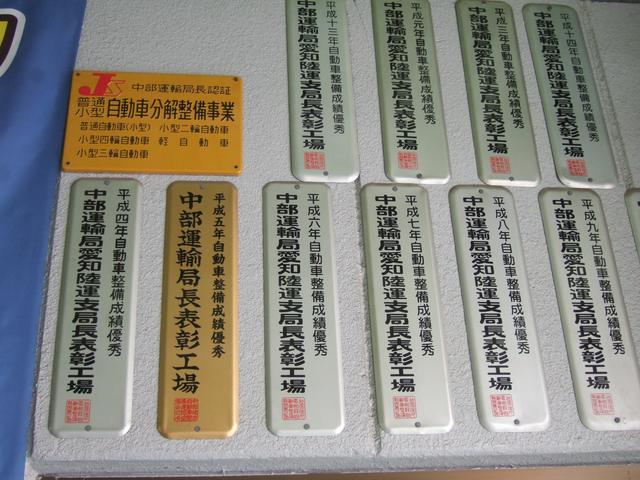 JS 中部運輸局長認証
普通
小型
自動車分解整備事業
普通自動車(小型) 小型二輪自動車
小型四輪自動車 軽自動車
小型三輪自動車
平成十三年自動車整備成績優秀
中部運輸局愛知陸運支局長表彰工場
平成元年自動車整備成績優秀
中部運輸局愛知陸運支局長表彰工場
平成三年自動車整備成績優秀
中部運輸局愛知陸運支局長表彰工場
平成十四年自動車整備成績優秀
中部運輸局愛知陸運支局長表彰工場
平成四年自動車整備成績優秀
中部運輸局愛知陸運支局長表彰工場
平成五年自動車整備成績優秀
中部運輸局長表彰工場
平成六年自動車整備成績優秀
中部運輸局愛知陸運支局長表彰工場
平成七年自動車整備成績優秀
中部運輸局愛知陸運支局長表彰工場
平成八年自動車整備成績優秀
中部運輸局愛知陸運支局長表彰工場
平成九年自動車整備成績優秀
中部運輸局愛知陸運支局長表彰工場